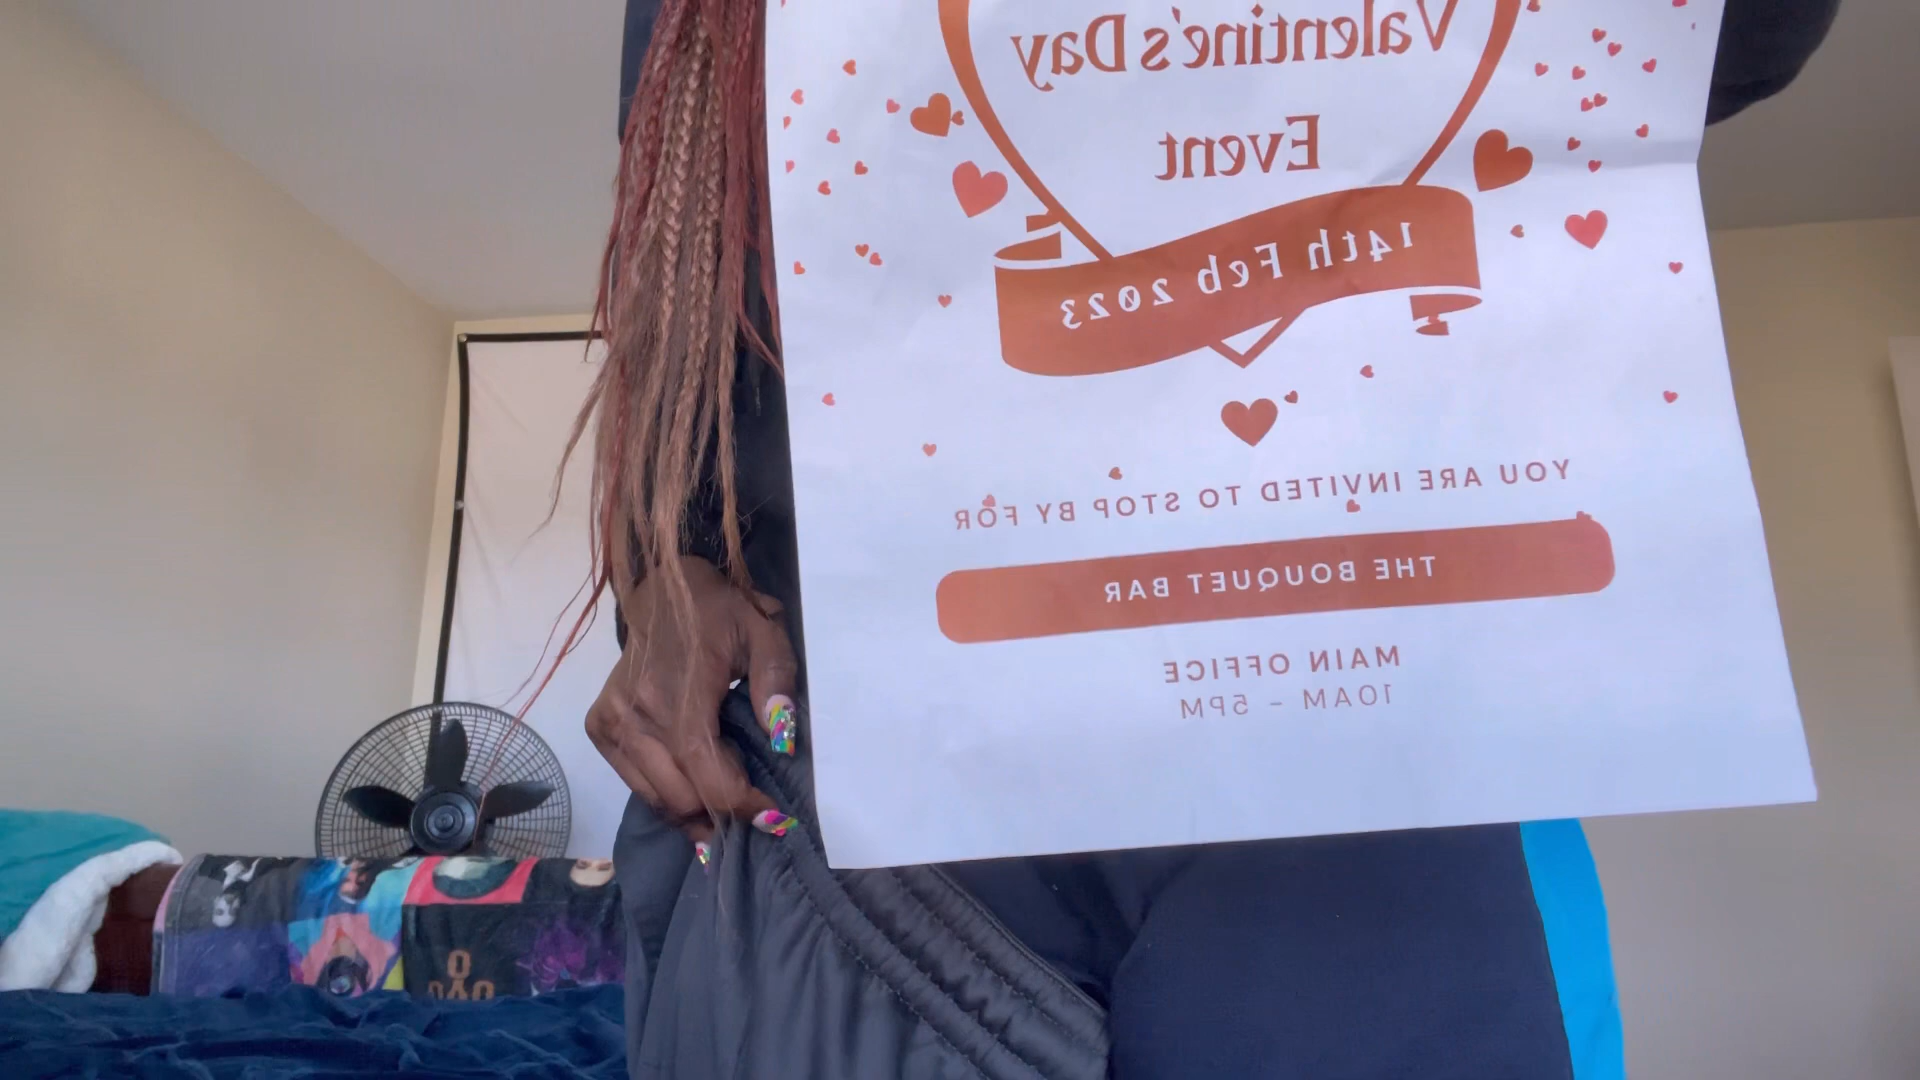 Valentine's Day
Event
14th Feb 2023
YOU ARE INVITED TO STOP BY FOR
THE BOUQUET BAR
MAIN OFFICE
10AM – 5PM